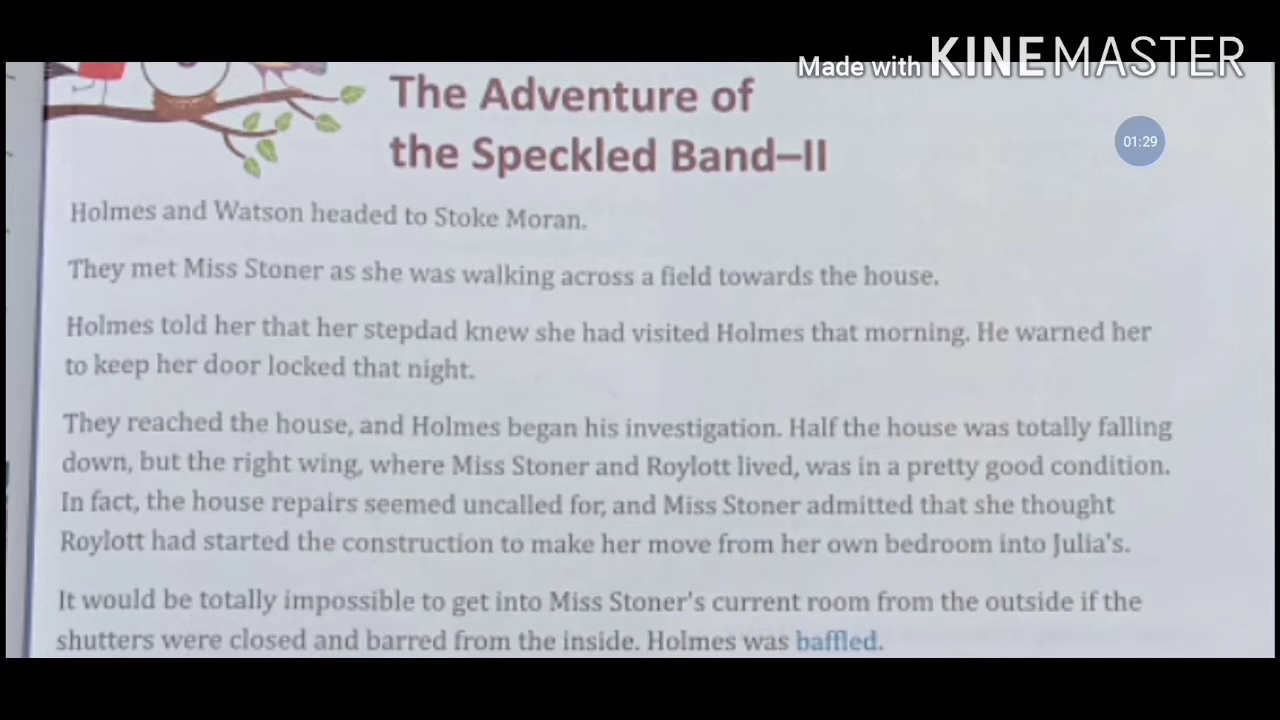 Made with KINEMASTER
The Adventure of
the Speckled Band–II
01:29
Holmes and Watson headed to Stoke Moran.
They met Miss Stoner as she was walking across a field towards the house.
Holmes told her that her stepdad knew she had visited Holmes that morning. He warned her
to keep her door locked that night.
They reached the house, and Holmes began his investigation. Half the house was totally falling
down, but the right wing, where Miss Stoner and Roylott lived, was in a pretty good condition.
In fact, the house repairs seemed uncalled for, and Miss Stoner admitted that she thought
Roylott had started the construction to make her move from her own bedroom into Julia's.
It would be totally impossible to get into Miss Stoner's current room from the outside if the
shutters were closed and barred from the inside. Holmes was baffled.